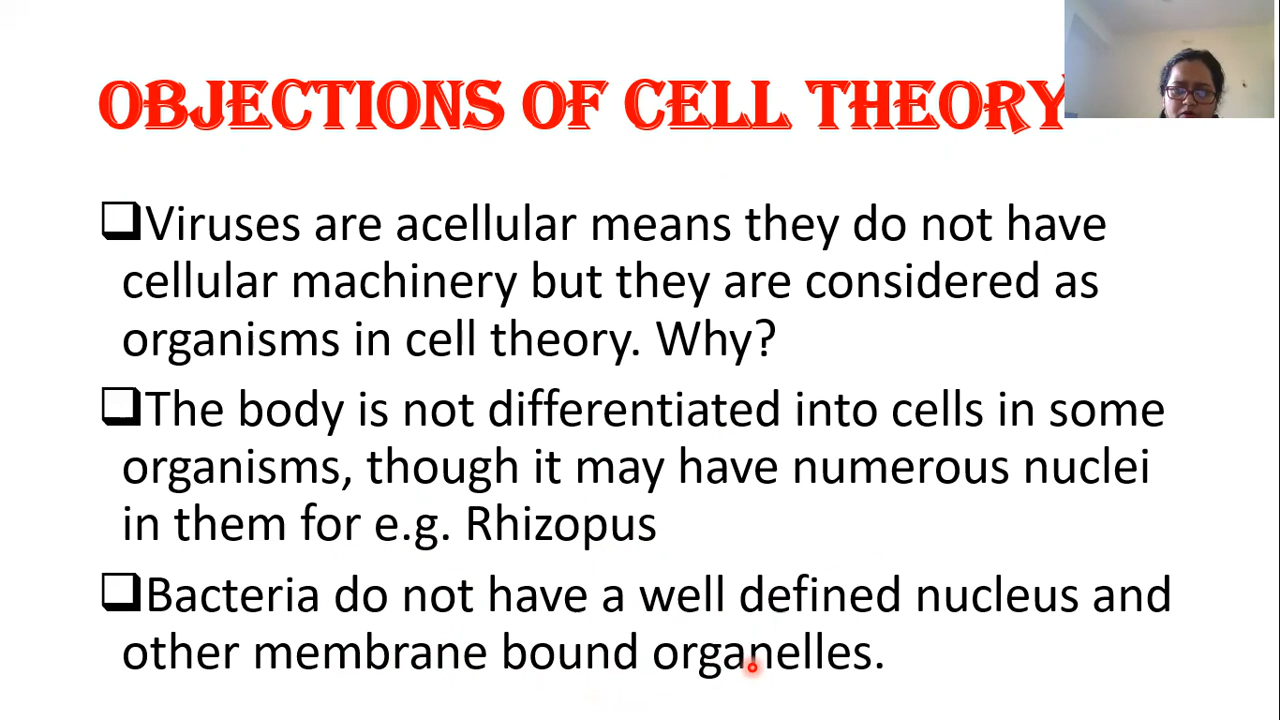 OBJECTIONS OF CELL THEORY
❑Viruses are acellular means they do not have
cellular machinery but they are considered as
organisms in cell theory. Why?
❑The body is not differentiated into cells in some
organisms, though it may have numerous nuclei
in them for e.g. Rhizopus
❑Bacteria do not have a well defined nucleus and
other membrane bound organelles.